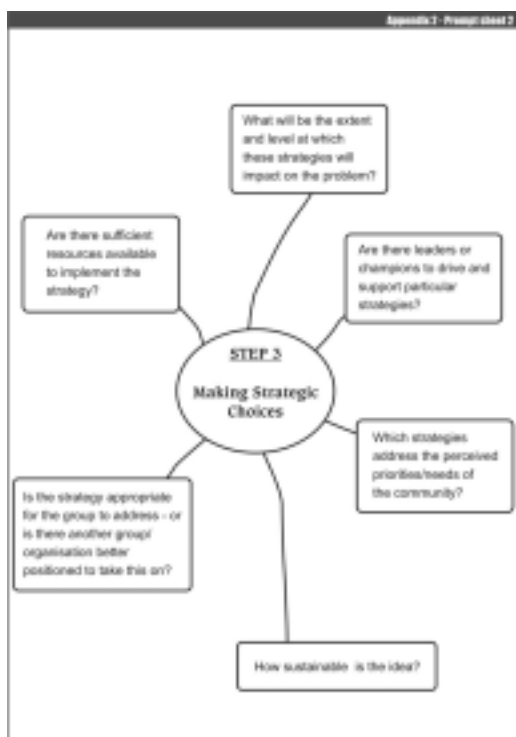 Appendix 2 - Prompt sheet 2
What will be the extent
and level at which
these strategies will
impact on the problem?
Are there sufficient
resources available
to implement the
strategy?
Are there leaders or
champions to drive and
support particular
strategies?
STEP 3
Making Strategic
Choices
Which strategies
address the perceived
priorities/needs of
the community?
Is the strategy appropriate
for the group to address - or
is there another group/
organisation better
positioned to take this on?
How sustainable is the idea?